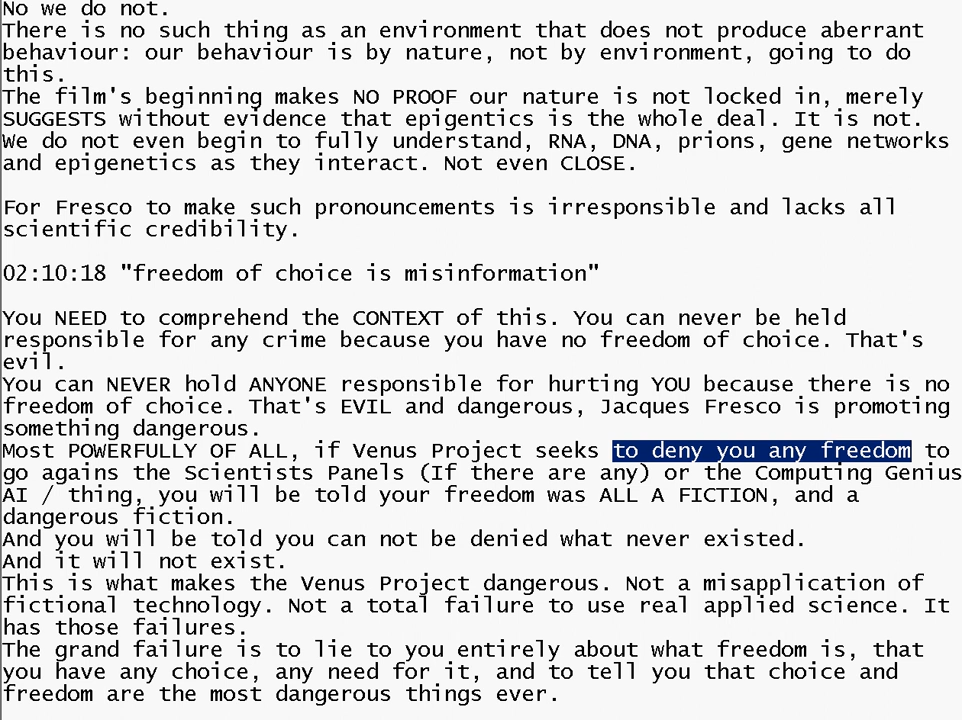 No we do not.
There is no such thing as an environment that does not produce aberrant
behaviour: our behaviour is by nature, not by environment, going to do
this.
The film's beginning makes NO PROOF our nature is not locked in, merely
SUGGESTS without evidence that epigentics is the whole deal. It is not.
We do not even begin to fully understand, RNA, DNA, prions, gene networks
and epigenetics as they interact. Not even CLOSE.
For Fresco to make such pronouncements is irresponsible and lacks all
scientific credibility.
02:10:18 "freedom of choice is misinformation"
You NEED to comprehend the CONTEXT of this. You can never be held
responsible for any crime because you have no freedom of choice. That's
evil.
You can NEVER hold ANYONE responsible for hurting YOU because there is no
freedom of choice. That's EVIL and dangerous, Jacques Fresco is promoting
something dangerous.
Most POWERFULLY OF ALL, if Venus Project seeks to deny you any freedom to
go agains the Scientists Panels (If there are any) or the Computing Genius
AI / thing, you will be told your freedom was ALL A FICTION, and a
dangerous fiction.
And you will be told you can not be denied what never existed.
And it will not exist.
This is what makes the Venus Project dangerous. Not a misapplication of
fictional technology. Not a total failure to use real applied science. It
has those failures.
The grand failure is to lie to you entirely about what freedom is, that
you have any choice, any need for it, and to tell you that choice and
freedom are the most dangerous things ever.